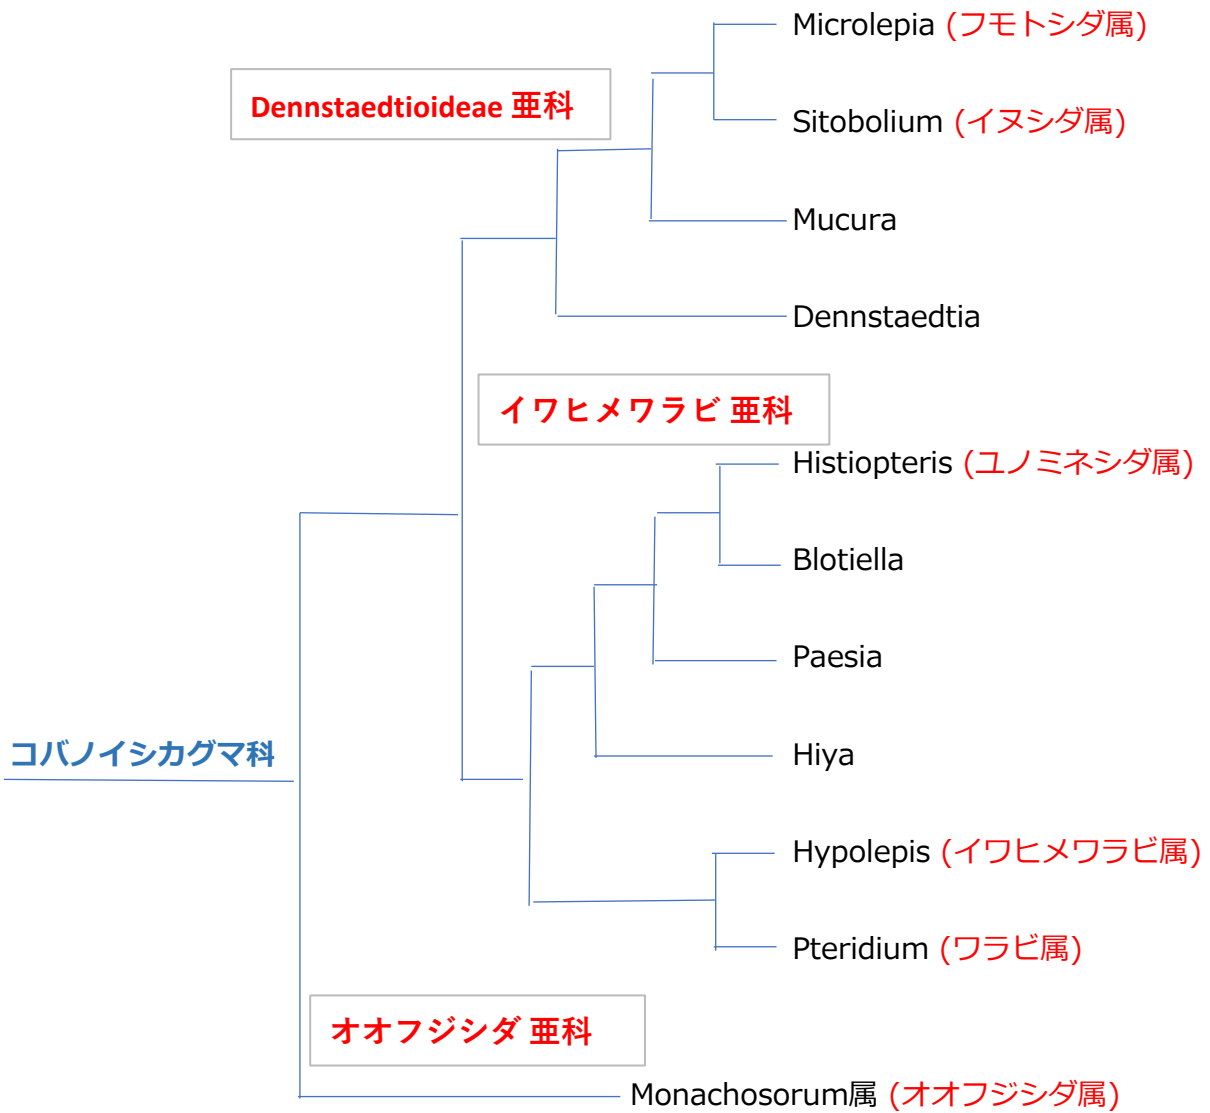 Microlepia (フモトシダ属)
Dennstaedtioideae 亜科
Sitobolium (イヌシダ属)
Mucura
Dennstaedtia
イワヒメワラビ 亜科
Histiopteris (ユノミネシダ属)
Blotiella
Paesia
コバノイシカグマ科
Hiya
Hypolepis (イワヒメワラビ属)
Pteridium (ワラビ属)
オオフジシダ 亜科
Monachosorum属 (オオフジシダ属)